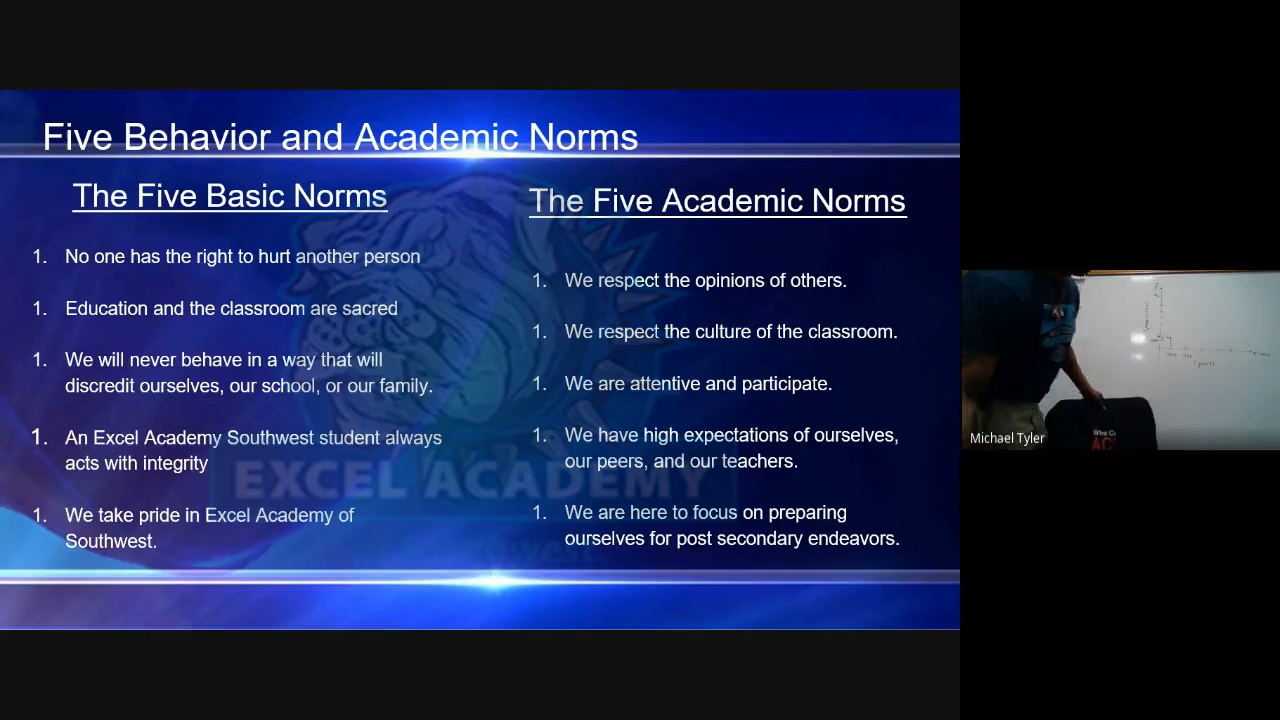 Five Behavior and Academic Norms
The Five Basic Norms
1. No one has the right to hurt another person
1. Education and the classroom are sacred
1. We will never behave in a way that will
discredit ourselves, our school, or our family.
1. An Excel Academy Southwest student always
acts with integrity
1. We take pride in Excel Academy of
Southwest.
The Five Academic Norms
1. We respect the opinions of others.
1. We respect the culture of the classroom.
1. We are attentive and participate.
1. We have high expectations of ourselves,
our peers, and our teachers.
1. We are here to focus on preparing
ourselves for post secondary endeavors.
EXCEL ACADEMY
Michael Tyler